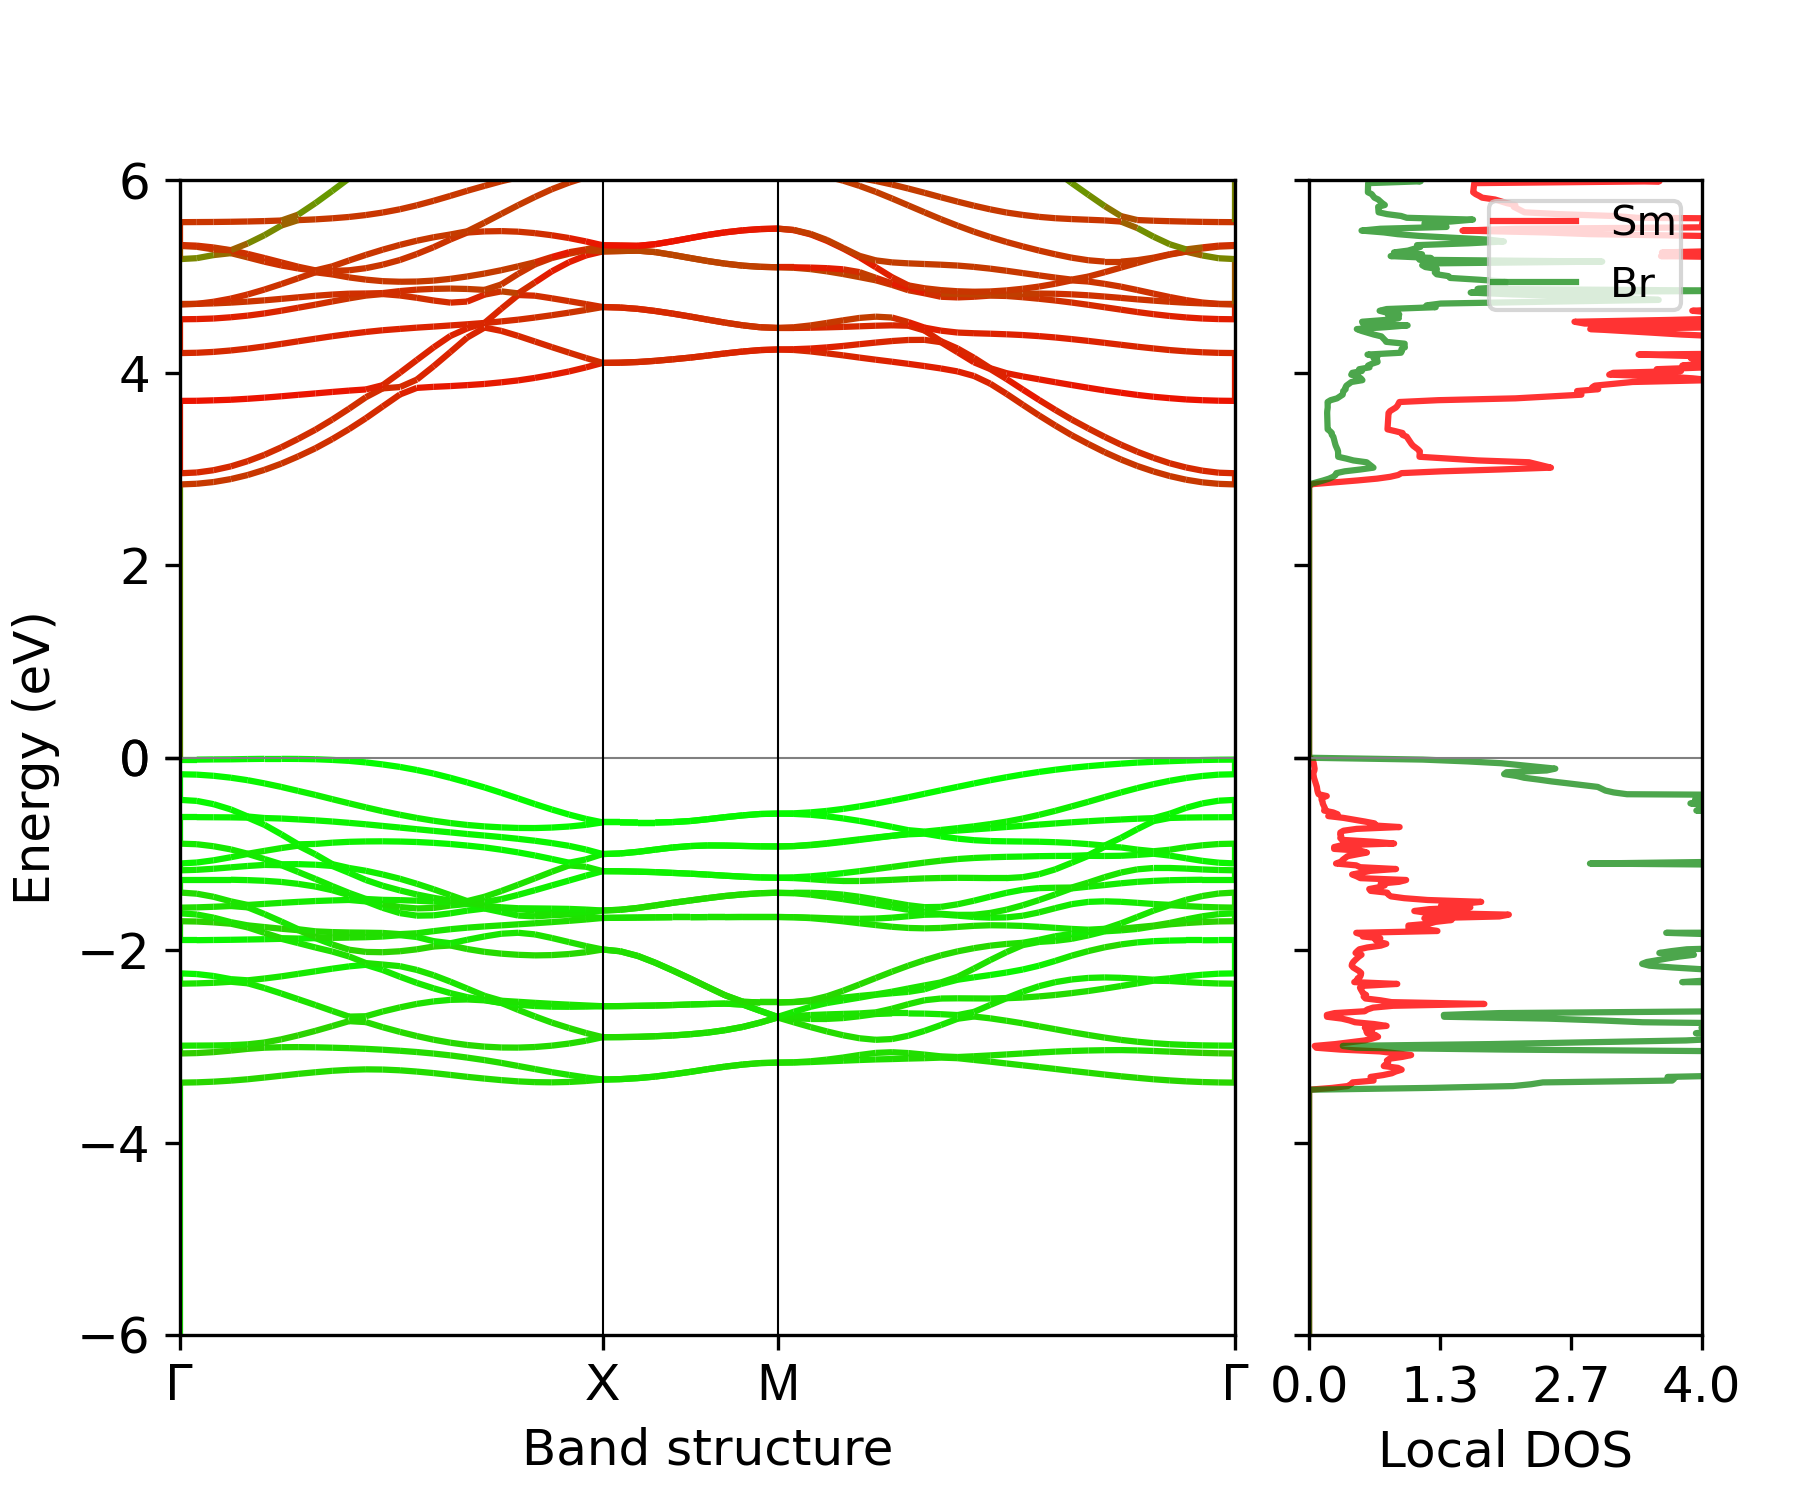 Energy (eV)
6
4
2
0
−2
−4
−6
Γ
X
M
Γ
Band structure
Sm
Br
0.0
1.3
2.7
4.0
Local DOS